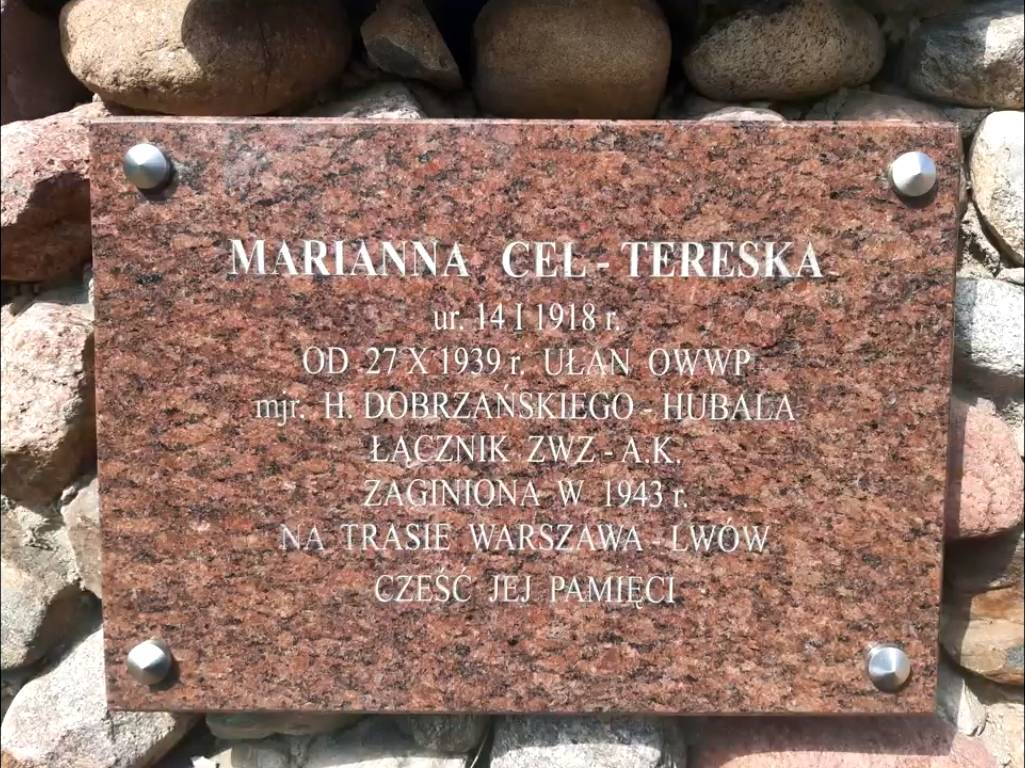 MARIANNA CEL - TERESKA
ur. 14 I 1918 r.
OD 27 X 1939 r. UŁAN OWWP
mjr. H. DOBRZAŃSKIEGO - HUBALA
ŁĄCZNIK ZWZ - A.K.
ZAGINIONA W 1943 r.
NA TRASIE WARSZAWA - LWÓW
CZEŚĆ JEJ PAMIĘCI